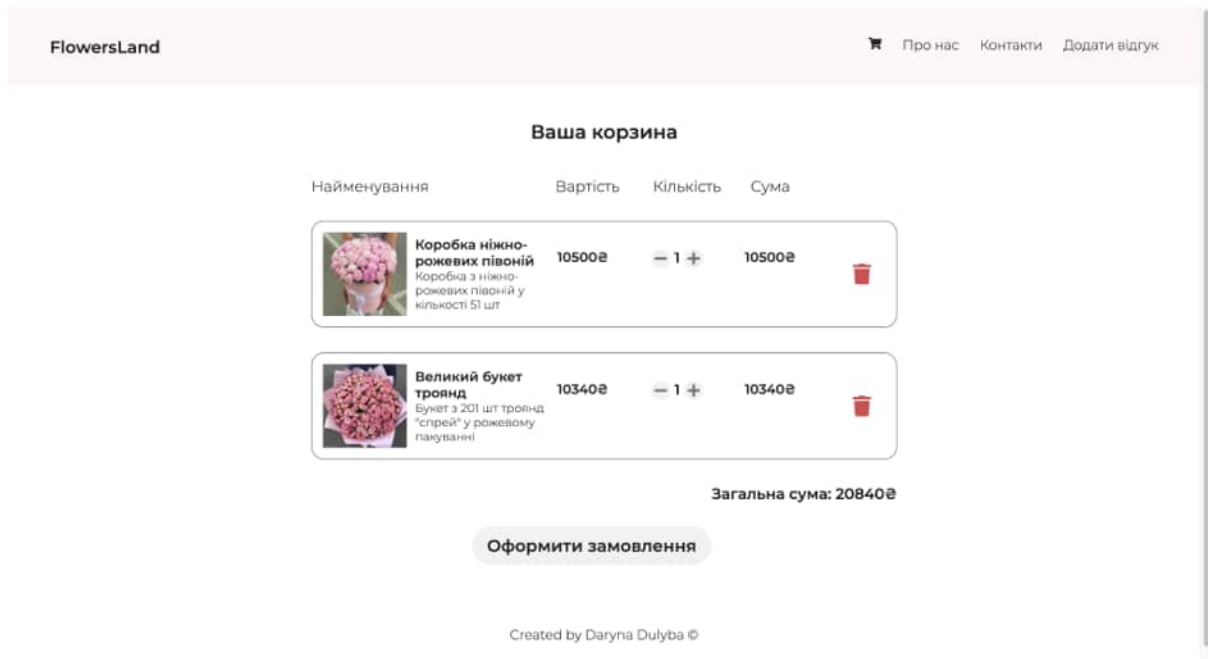 FlowersLand
Про нас Контакти Додати відгук
Ваша корзина
Найменування Вартість Кількість Сума
Коробка ніжно-
рожевих півоній
Коробка з ніжно-
рожевих півоній у
кількості 51 шт
10500₴ — 1 + 10500₴
Великий букет
троянд
Букет з 201 шт троянд
"спрей" у рожевому
пакуванні
10340₴ — 1 + 10340₴
Загальна сума: 20840₴
Оформити замовлення
Created by Daryna Dulyba ©